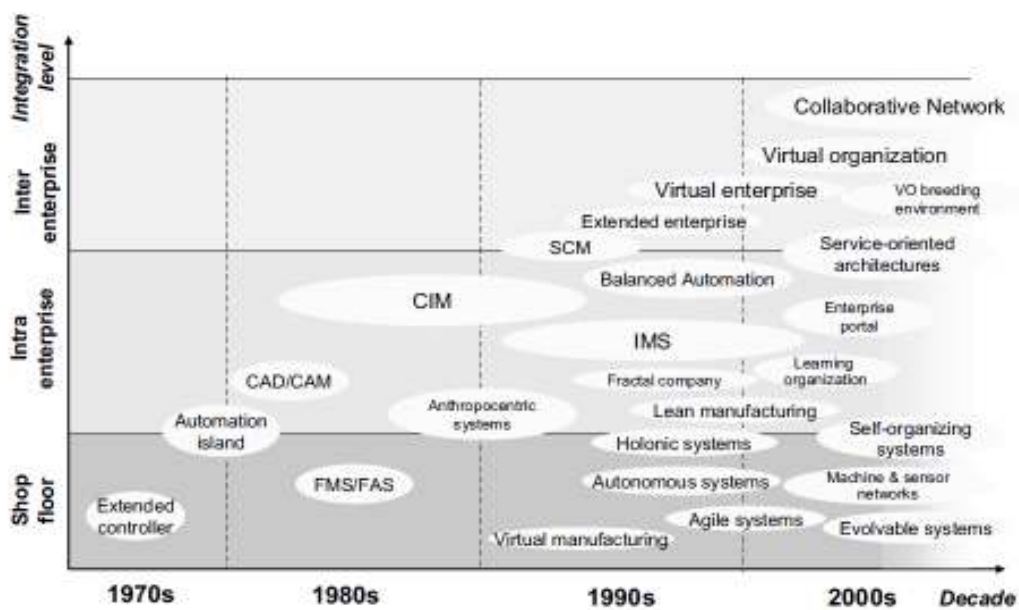 Integration
level
Inter
enterprise
Intra
enterprise
Shop
floor
Collaborative Network
Virtual organization
Virtual enterprise
VO breeding
environment
Extended enterprise
SCM
Service-oriented
architectures
Balanced Automation
CIM
Enterprise
portal
IMS
Learning
organization
CAD/CAM
Fractal company
Anthropocentric
systems
Lean manufacturing
Automation
island
Self-organizing
systems
Holonic systems
FMS/FAS
Autonomous systems
Machine & sensor
networks
Extended
controller
Agile systems
Evolvable systems
Virtual manufacturing
1970s
1980s
1990s
2000s
Decade